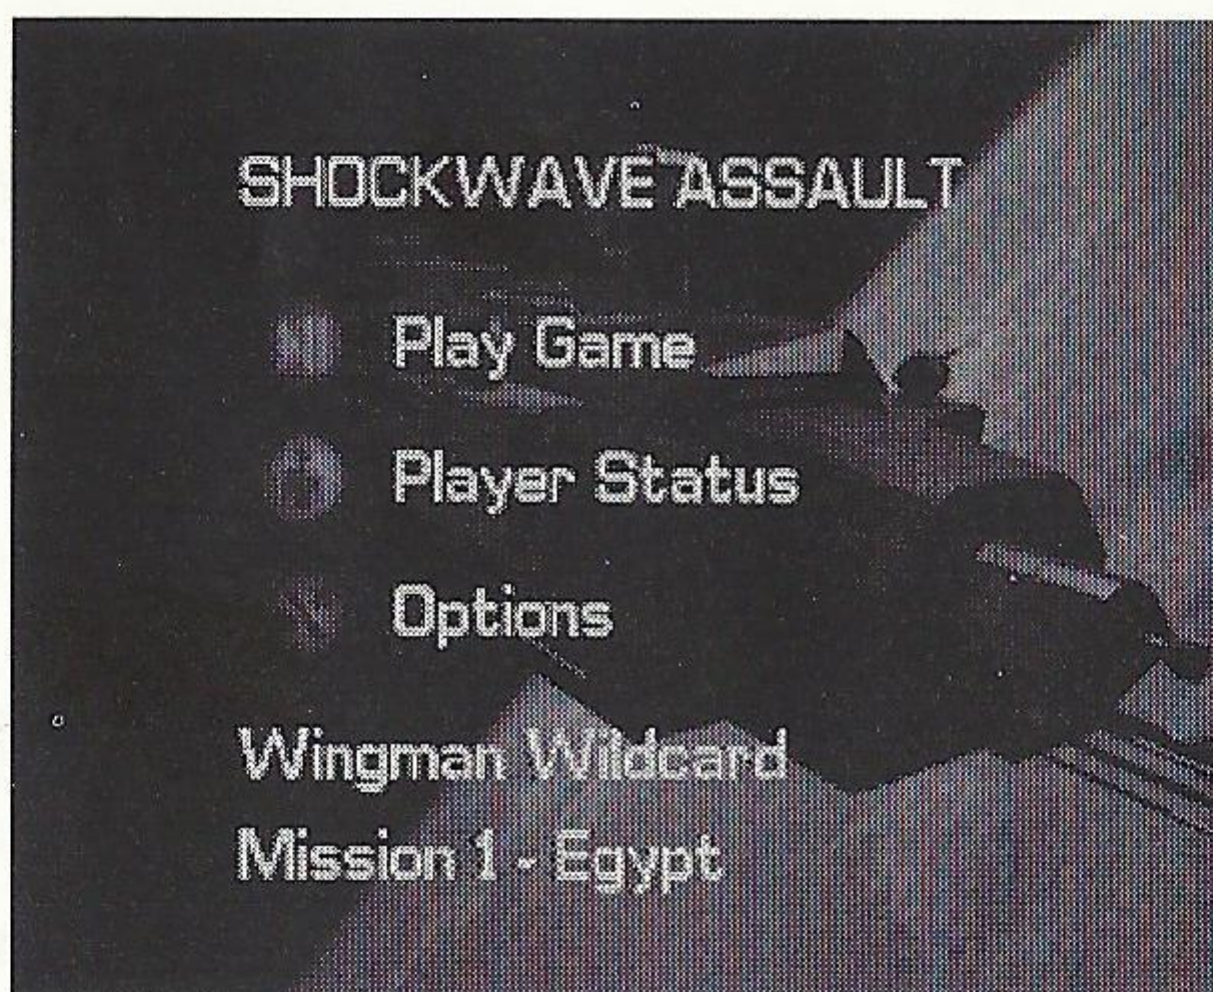 SHOCKWAVE ASSAULT
Play Game
Player Status
Options
Wingman Wildcard
Mission 1 - Egypt